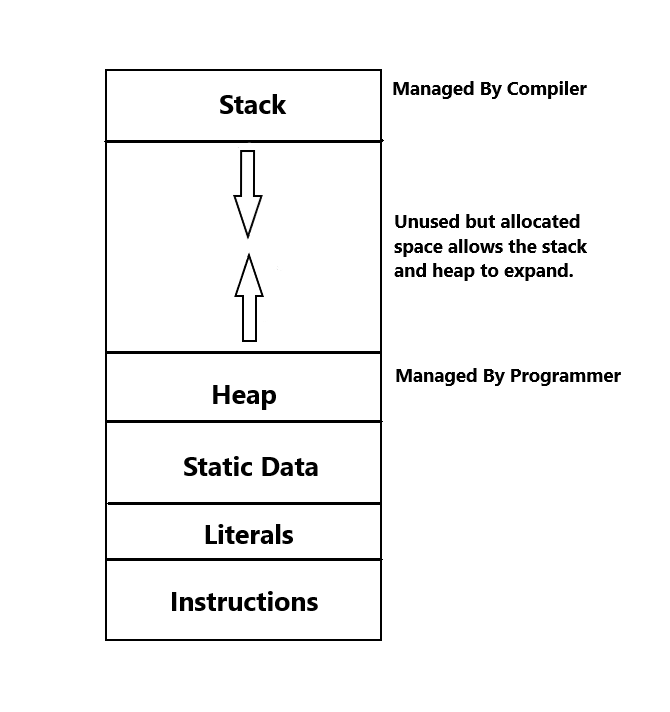 Stack
Managed By Compiler
Unused but allocated
space allows the stack
and heap to expand.
Heap
Managed By Programmer
Static Data
Literals
Instructions